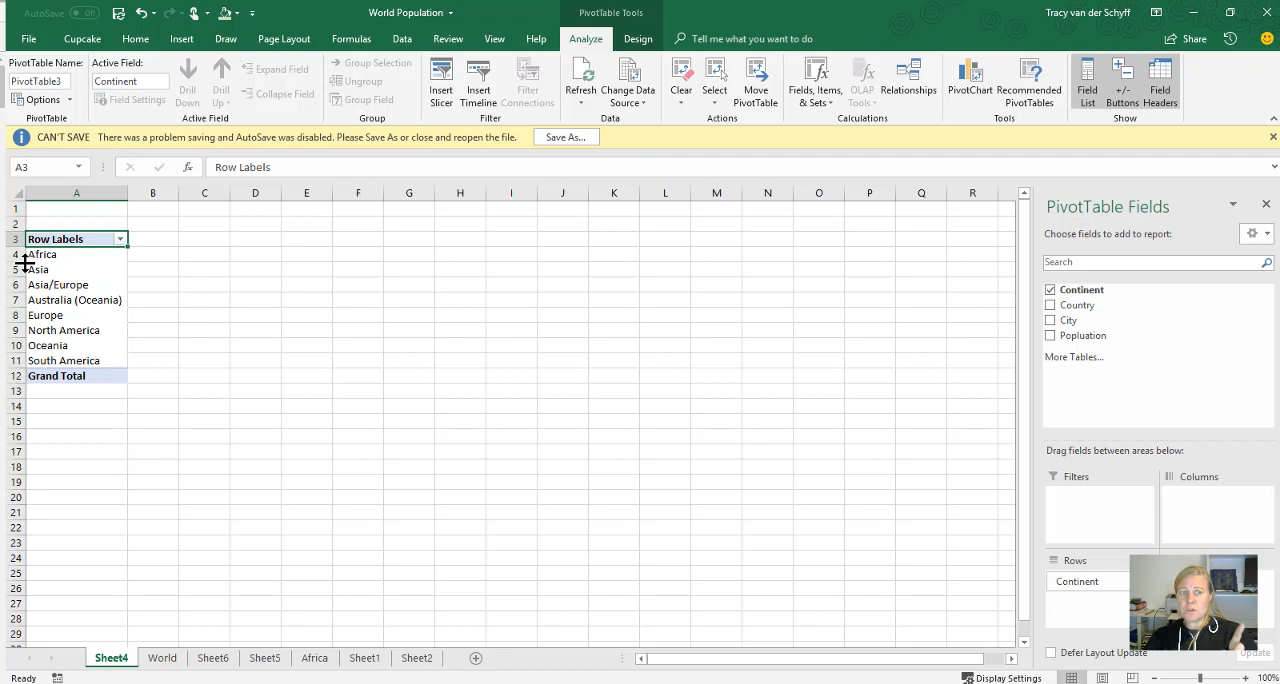 AutoSave Off
World Population
PivotTable Tools
Tracy van der Schyff
File Cupcake Home Insert Draw Page Layout Formulas Data Review View Help Analyze Design Tell me what you want to do Share
PivotTable Name:
PivotTable3
Options
PivotTable
Active Field:
Continent
Field Settings
Drill Down
Drill Up
Expand Field
Collapse Field
Active Field
Group Selection
Ungroup
Group Field
Group
Insert Slicer
Insert Timeline
Filter Connections
Filter
Refresh
Change Data Source
Data
Clear
Select
Move PivotTable
Actions
Fields, Items, & Sets
OLAP Tools
Relationships
Calculations
PivotChart
Recommended PivotTables
Tools
Field List
+/- Buttons
Field Headers
Show
CAN'T SAVE There was a problem saving and AutoSave was disabled. Please Save As or close and reopen the file. Save As...
A3 fx Row Labels
A B C D E F G H I J K L M N O P Q R
1
2
3 Row Labels
4 Africa
5 Asia
6 Asia/Europe
7 Australia (Oceania)
8 Europe
9 North America
10 Oceania
11 South America
12 Grand Total
13
14
15
16
17
18
19
20
21
22
23
24
25
26
27
28
29
PivotTable Fields
Choose fields to add to report:
Search
Continent
Country
City
Popluation
More Tables...
Drag fields between areas below:
Filters
Columns
Rows
Continent
Defer Layout Update
Update
Sheet4 World Sheet6 Sheet5 Africa Sheet1 Sheet2
Ready
Display Settings
100%